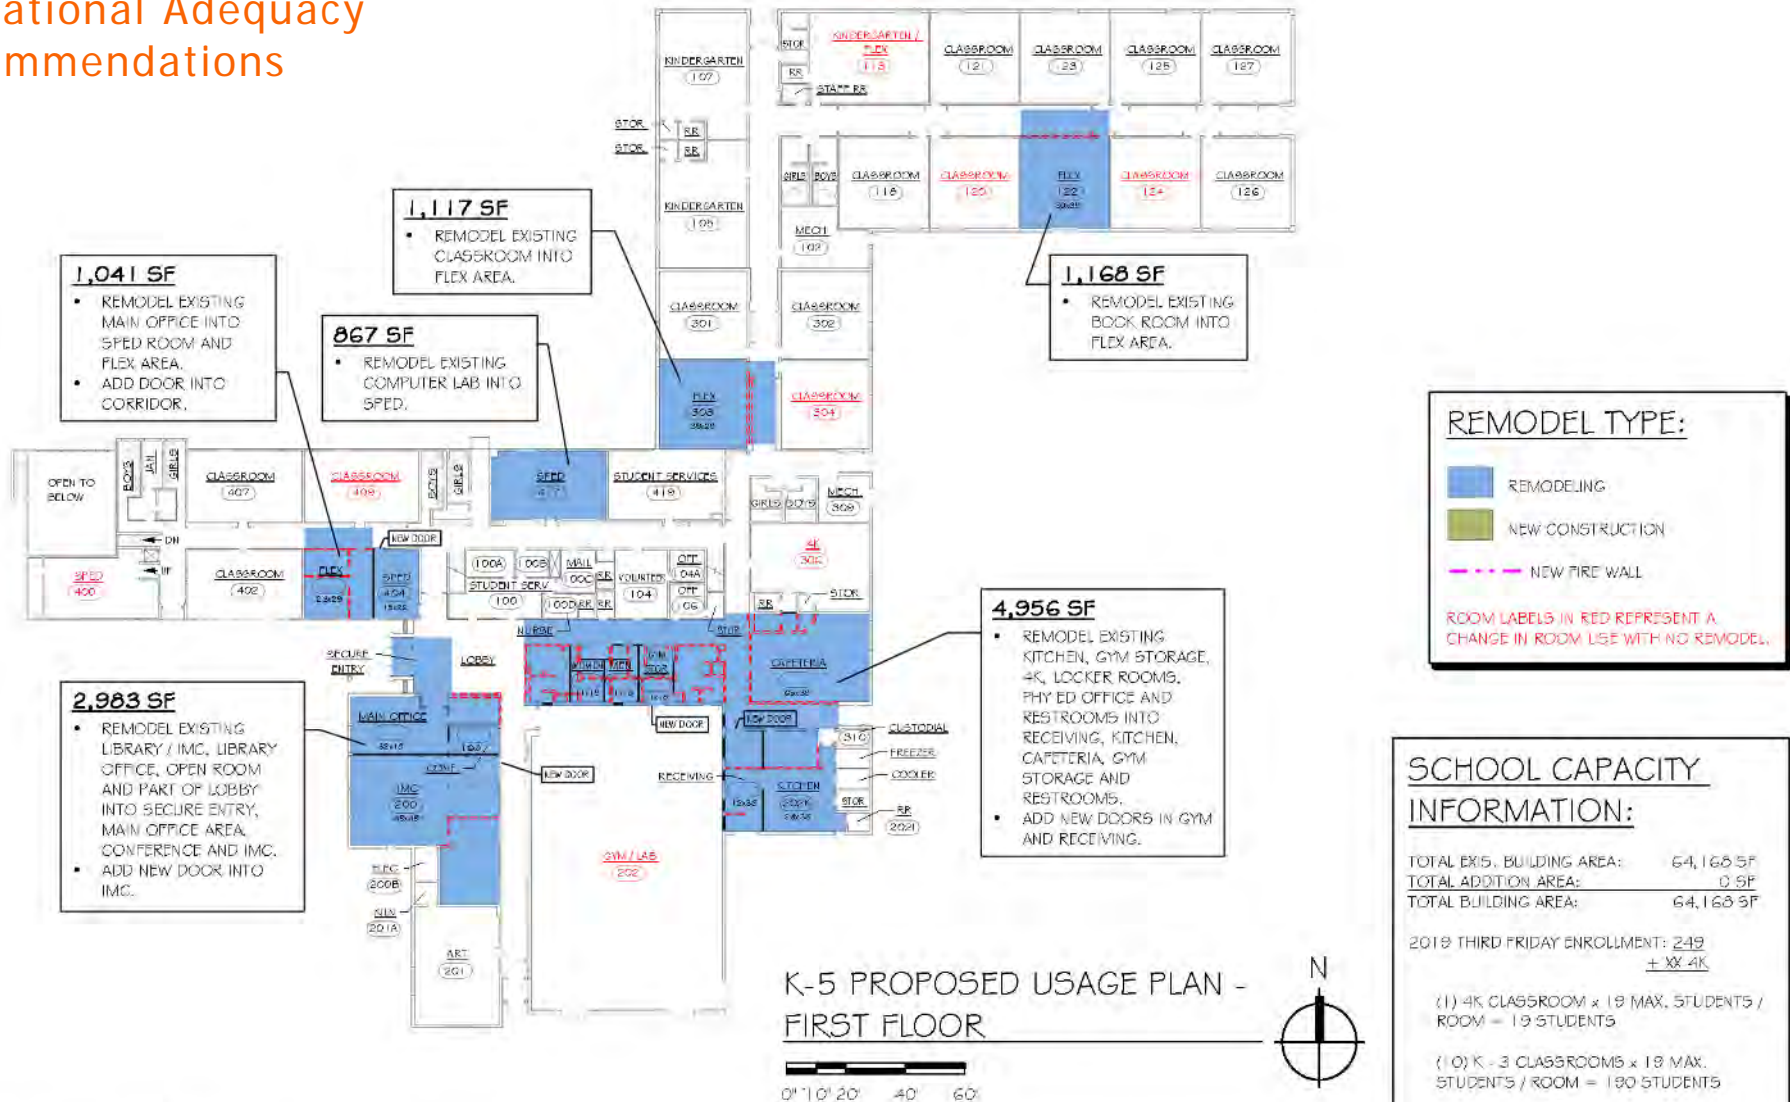 ational Adequacy
mmendations
KINDERGARTEN
107
STOR
RR
STAFF RR
KINDERGARTEN /
FLEX
113
CLASSROOM
121
CLASSROOM
123
CLASSROOM
125
CLASSROOM
127
STOR.
RR
STOR.
RR
GIRLS
BOYS
CLASSROOM
118
CLASSROOM
120
FLEX
122
CLASSROOM
124
CLASSROOM
126
KINDERGARTEN
105
MECH
102
1,117 SF
• REMODEL EXISTING
CLASSROOM INTO
FLEX AREA.
1,168 SF
• REMODEL EXISTING
BOOK ROOM INTO
FLEX AREA.
1,041 SF
• REMODEL EXISTING
MAIN OFFICE INTO
SPED ROOM AND
FLEX AREA.
• ADD DOOR INTO
CORRIDOR.
867 SF
• REMODEL EXISTING
COMPUTER LAB INTO
SPED.
CLASSROOM
301
CLASSROOM
302
FLEX
303
CLASSROOM
304
REMODEL TYPE:
REMODELING
NEW CONSTRUCTION
NEW FIRE WALL
ROOM LABELS IN RED REPRESENT A
CHANGE IN ROOM USE WITH NO REMODEL.
OPEN TO
BELOW
BOYS
JAN
GIRLS
CLASSROOM
407
CLASSROOM
409
BOYS
GIRLS
SPED
417
STUDENT SERVICES
419
GIRLS
BOYS
MECH.
309
DN
UP
NEW DOOR
SPED
400
CLASSROOM
402
FLEX
SPED
404
100A
100B
STUDENT SERV.
100
MAIL
100C
100D
RR
RR
RR
VOLUNTEER
104
OFF
104A
OFF
106
4K
306
RR
STOR.
NURSE
STOR.
SECURE
ENTRY
LOBBY
WOMEN
MEN
GYM
STOR.
CAFETERIA
4,956 SF
• REMODEL EXISTING
KITCHEN, GYM STORAGE,
4K, LOCKER ROOMS,
PHY ED OFFICE AND
RESTROOMS INTO
RECEIVING, KITCHEN,
CAFETERIA, GYM
STORAGE AND
RESTROOMS.
• ADD NEW DOORS IN GYM
AND RECEIVING.
2,983 SF
• REMODEL EXISTING
LIBRARY / IMC, LIBRARY
OFFICE, OPEN ROOM
AND PART OF LOBBY
INTO SECURE ENTRY,
MAIN OFFICE AREA,
CONFERENCE AND IMC.
• ADD NEW DOOR INTO
IMC.
MAIN OFFICE
CONF.
NEW DOOR
NEW DOOR
NEW DOOR
310
CUSTODIAL
FREEZER
COOLER
STOR
RR
202I
RECEIVING
KITCHEN
202K
IMC
200
ELEC
200B
KILN
201A
ART
201
GYM / LAB
202
SCHOOL CAPACITY
INFORMATION:
TOTAL EXIS. BUILDING AREA: 64,168 SF
TOTAL ADDITION AREA: 0 SF
TOTAL BUILDING AREA: 64,168 SF
2019 THIRD FRIDAY ENROLLMENT: 249
+ XX 4K
(1) 4K CLASSROOM x 19 MAX. STUDENTS /
ROOM = 19 STUDENTS
(10) K - 3 CLASSROOMS x 19 MAX.
STUDENTS / ROOM = 190 STUDENTS
K-5 PROPOSED USAGE PLAN -
FIRST FLOOR
N
0' 10' 20' 40' 60'